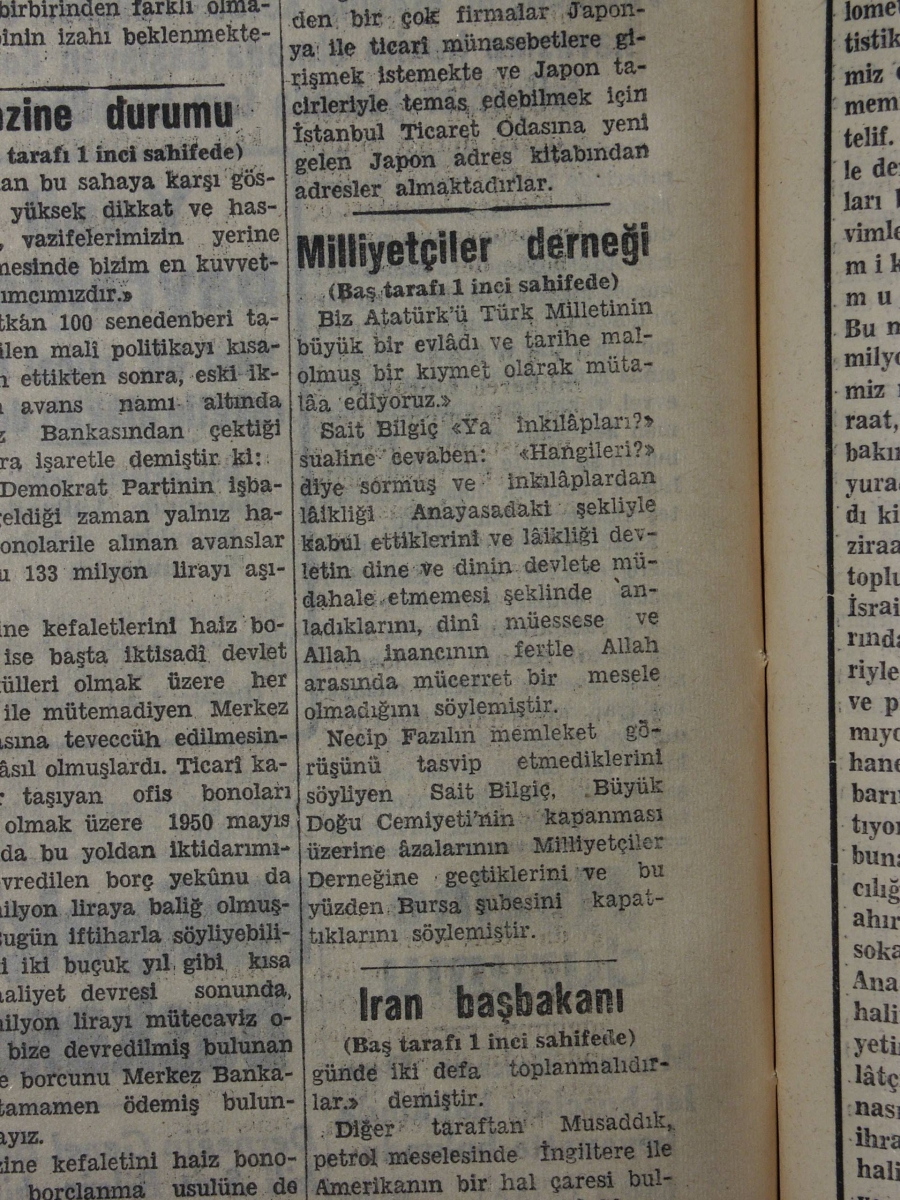 birbirinden farklı olma-
inin izahı beklenmekte-
zine durumu
tarafı 1 inci sahifede)
an bu sahaya karşı gös-
yüksek dikkat ve has-
, vazifelerimizin yerine
mesinde bizim en kuvvet-
ımcımızdır.»
tkân 100 senedenberi ta-
ilen malî politikayı kısa-
n ettikten sonra, eski ik-
avans namı altında
z Bankasından çektiği
ra işaretle demiştir ki:
Demokrat Partinin işba-
eldiği zaman yalnız ha-
onolarile alınan avanslar
u 133 milyon lirayı aşı-
ine kefaletlerini haiz bo-
ise başta iktisadî devlet
külleri olmak üzere her
ile mütemadiyen Merkez
asına teveccüh edilmesin-
âsıl olmuşlardı. Ticarî ka-
r taşıyan ofis bonoları
olmak üzere 1950 mayıs
da bu yoldan iktidarımı-
evredilen borç yekûnu da
ilyon liraya baliğ olmuş-
Bugün iftiharla söyliyebili-
i iki buçuk yıl gibi kısa
aaliyet devresi sonunda,
milyon lirayı mütecaviz o-
bize devredilmiş bulunan
e borcunu Merkez Banka-
tamamen ödemiş bulun-
ayız.
zine kefaletini haiz bono-
borçlanma usulüne de
den bir çok firmalar Japon-
ya ile ticarî münasebetlere gi-
rişmek istemekte ve Japon ta-
cirleriyle temas edebilmek için
İstanbul Ticaret Odasına yeni
gelen Japon adres kitabından
adresler almaktadırlar.
Milliyetçiler derneği
(Baş tarafı 1 inci sahifede)
Biz Atatürk'ü Türk Milletinin
büyük bir evlâdı ve tarihe mal-
olmuş bir kıymet olarak müta-
lâa ediyoruz.»
Sait Bilgiç «Ya inkılâpları?»
sualine cevaben: «Hangileri?»
diye sormuş ve inkılâplardan
lâikliği Anayasadaki şekliyle
kabul ettiklerini ve lâikliği dev-
letin dine ve dinin devlete mü-
dahale etmemesi şeklinde an-
ladıklarını, dinî müessese ve
Allah inancının fertle Allah
arasında mücerret bir mesele
olmadığını söylemiştir.
Necip Fazılın memleket gö-
rüşünü tasvip etmediklerini
söyliyen Sait Bilgiç, Büyük
Doğu Cemiyeti'nin kapanması
üzerine âzalarının Milliyetçiler
Derneğine geçtiklerini ve bu
yüzden Bursa şubesini kapat-
tıklarını söylemiştir.
Iran başbakanı
(Baş tarafı 1 inci sahifede)
günde iki defa toplanmalıdır-
lar.» demiştir.
Diğer taraftan Musaddık,
petrol meselesinde İngiltere ile
Amerikanın bir hal çaresi bul-
lomet
tistik
miz
mem
telif.
le de
ları
vimle
mik
mu
Bu m
milyo
miz
raat,
bakın
yura
dı ki
ziraa
toplu
İsrai
rında
riyle
ve p
mıyo
hane
barı
tıyor
buna
cılığ
ahır
soka
Ana
hali
yeti
lâtç
nası
ihra
hali